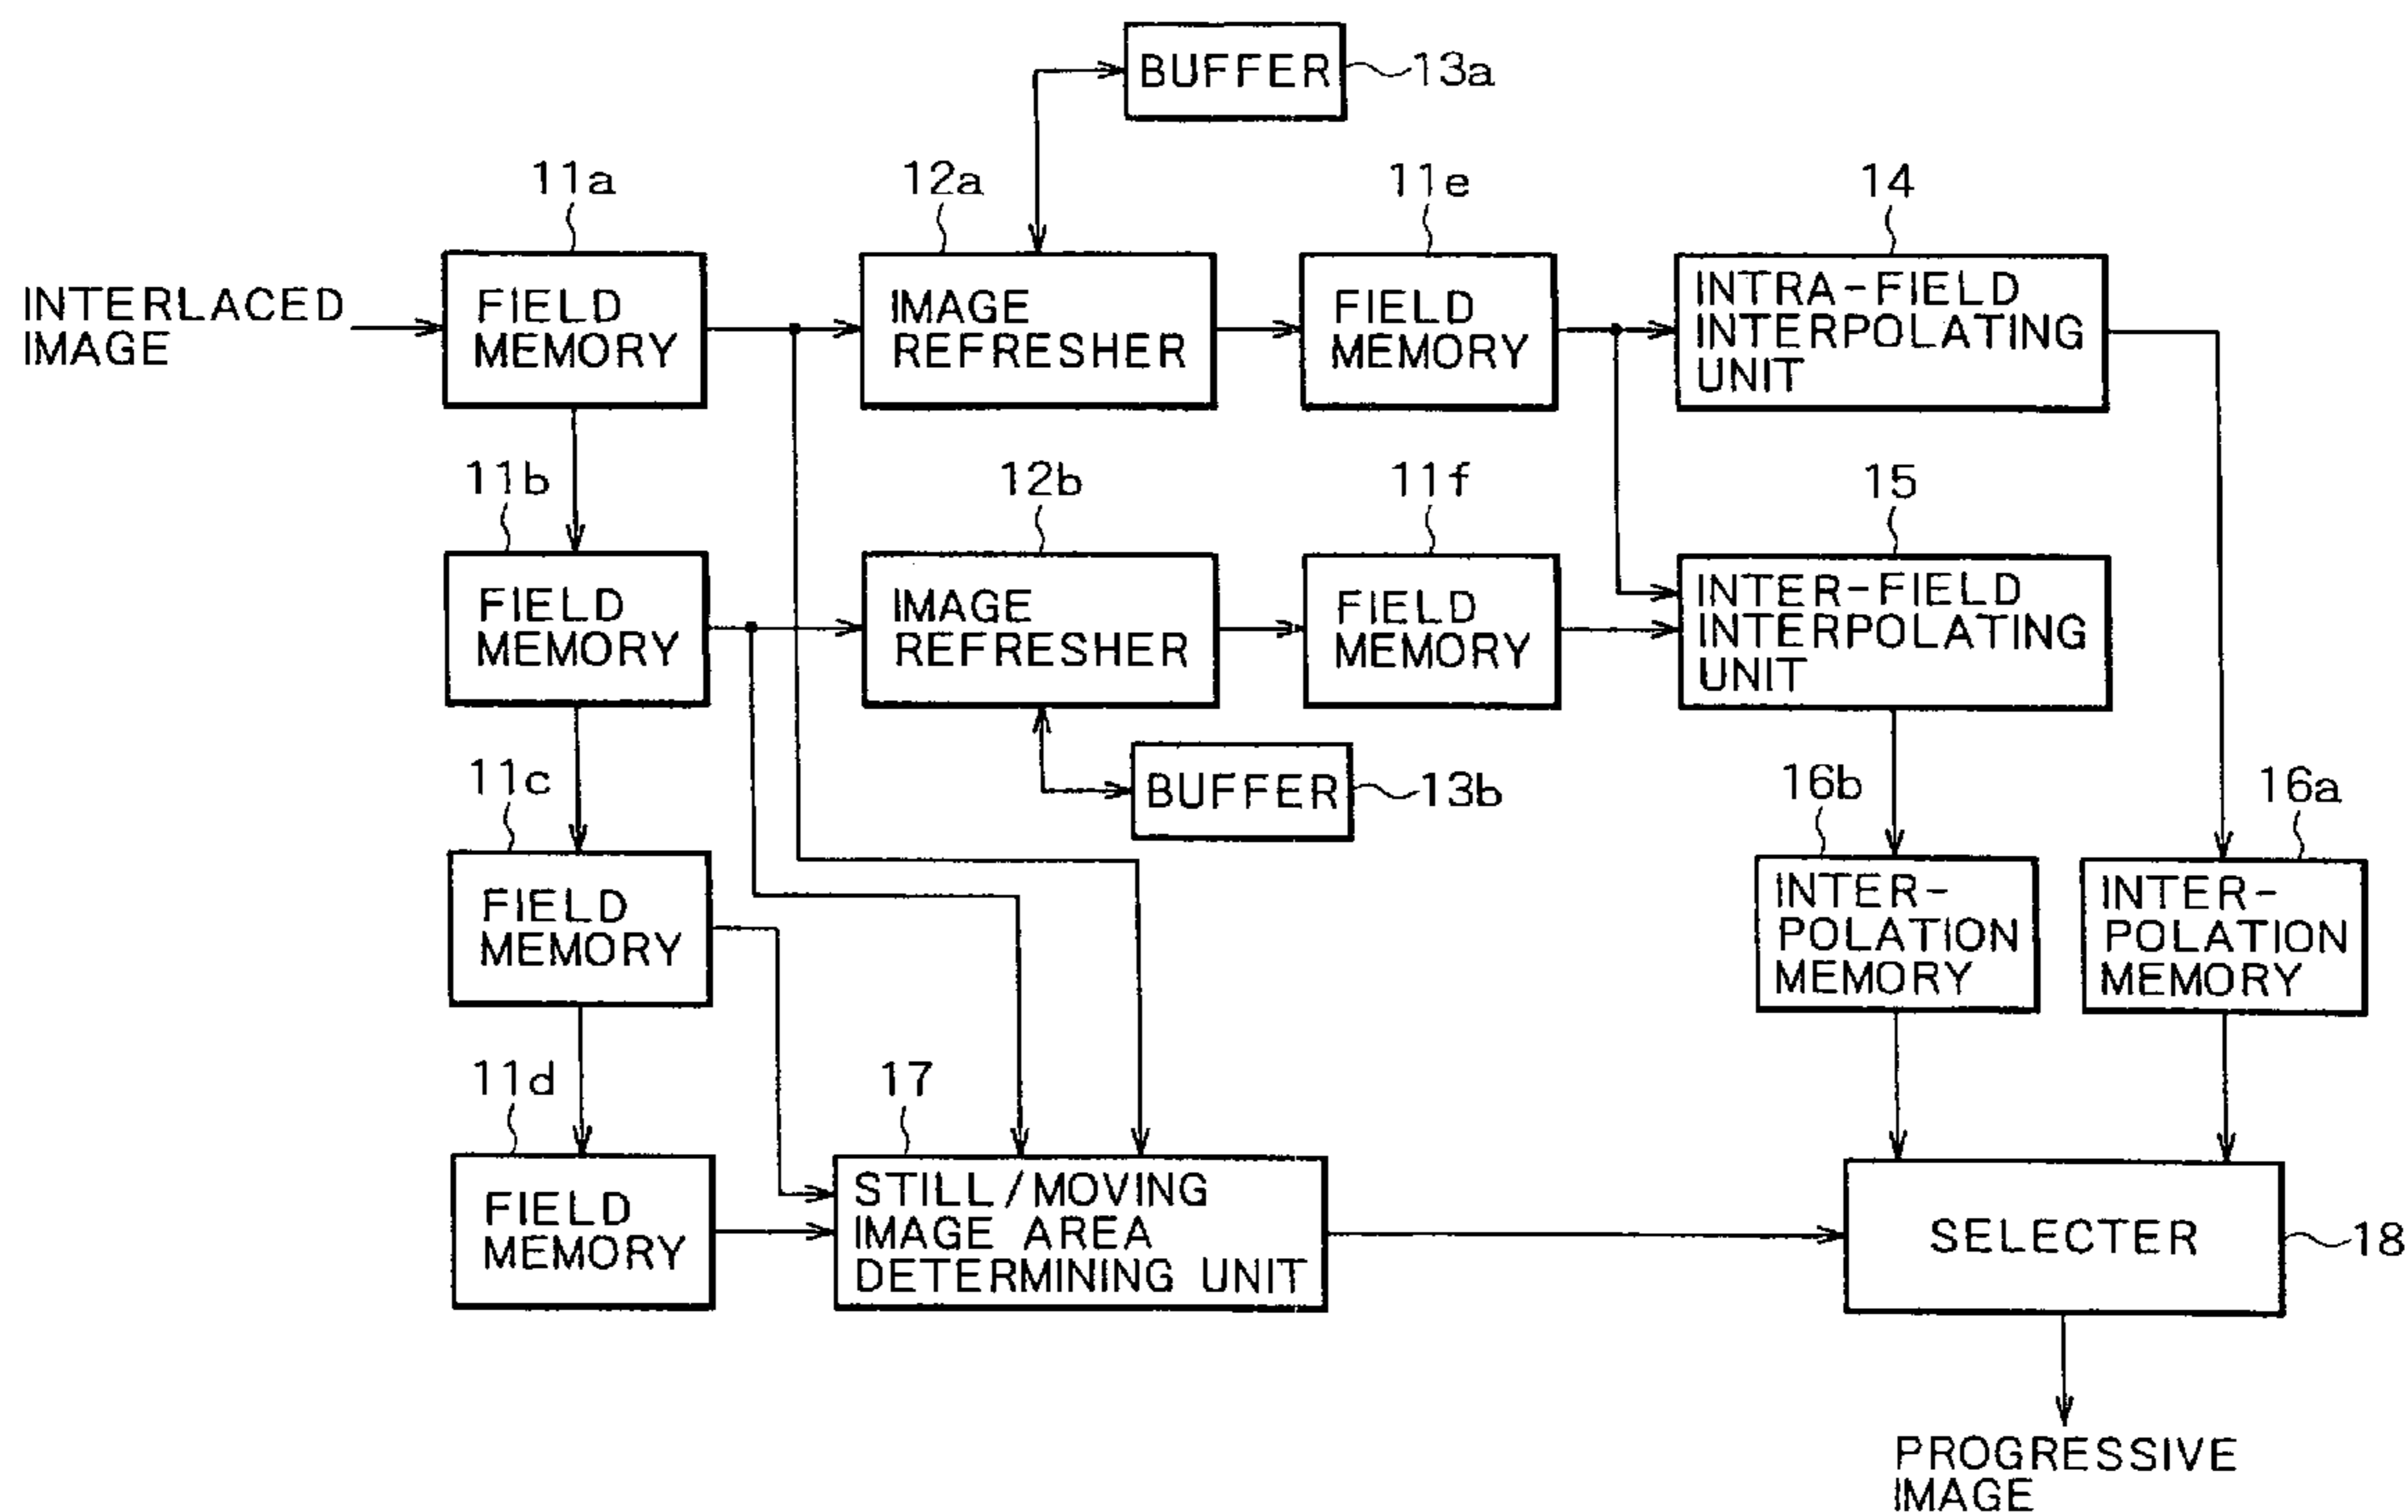 BUFFER
13a
11a
12a
11e
14
INTERLACED
IMAGE
FIELD
MEMORY
IMAGE
REFRESHER
FIELD
MEMORY
INTRA-FIELD
INTERPOLATING
UNIT
11b
12b
11f
15
FIELD
MEMORY
IMAGE
REFRESHER
FIELD
MEMORY
INTER-FIELD
INTERPOLATING
UNIT
11c
BUFFER
13b
16b
16a
FIELD
MEMORY
INTER-
POLATION
MEMORY
INTER-
POLATION
MEMORY
11d
17
FIELD
MEMORY
STILL/MOVING
IMAGE AREA
DETERMINING UNIT
SELECTER
18
PROGRESSIVE
IMAGE